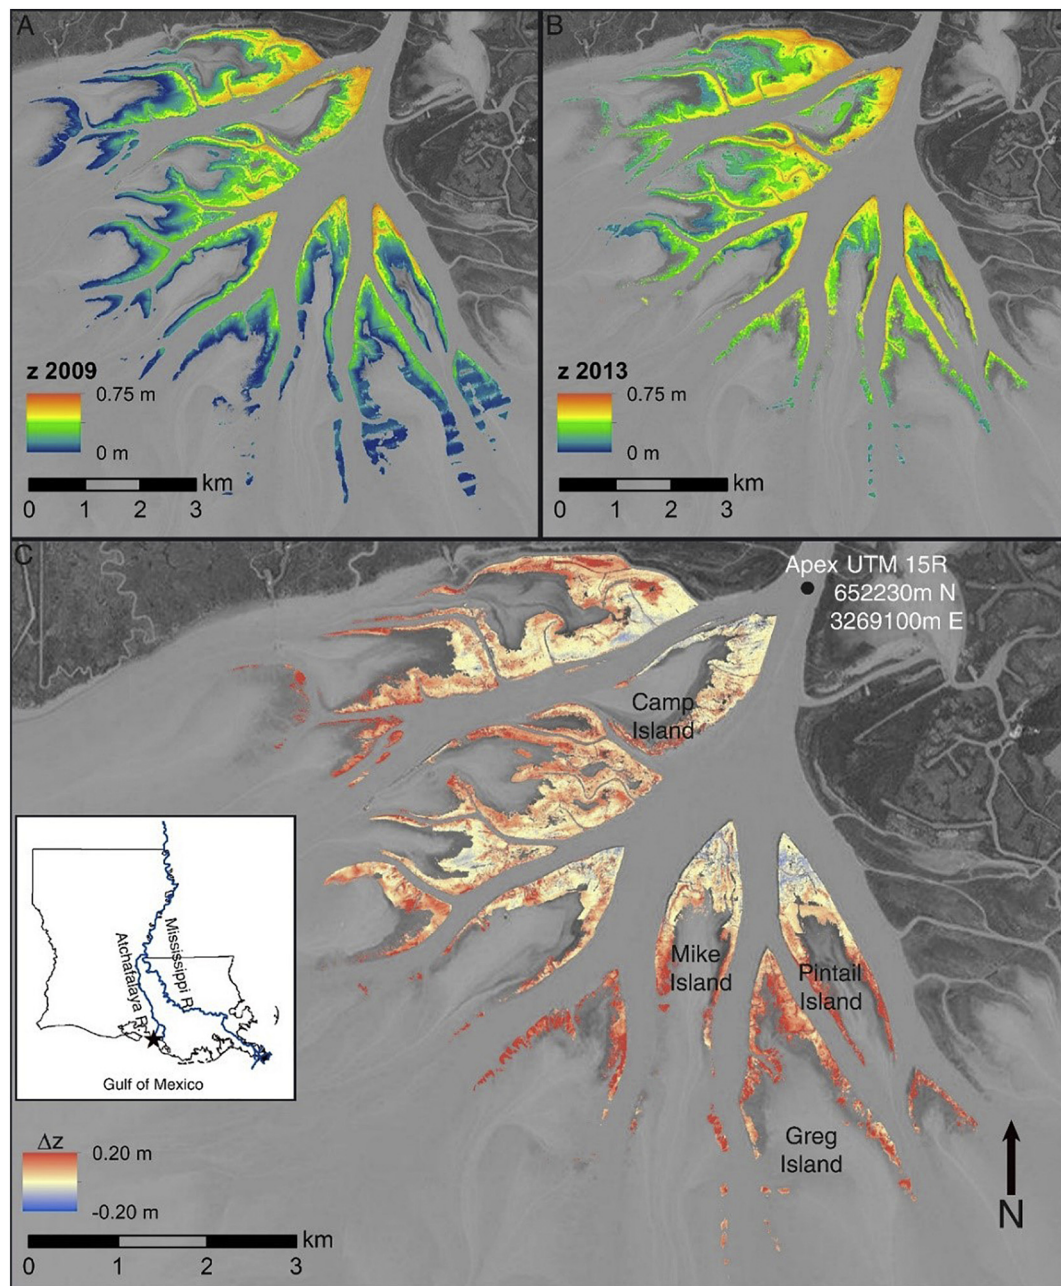 A
z 2009
0.75 m
0 m
km
0 1 2 3
B
z 2013
0.75 m
0 m
km
0 1 2 3
C
Apex UTM 15R
652230m N
3269100m E
Camp
Island
Mike
Island
Pintail
Island
Greg
Island
Mississippi R.
Atchafalaya R.
Gulf of Mexico
Δz
0.20 m
-0.20 m
km
0 1 2 3
N